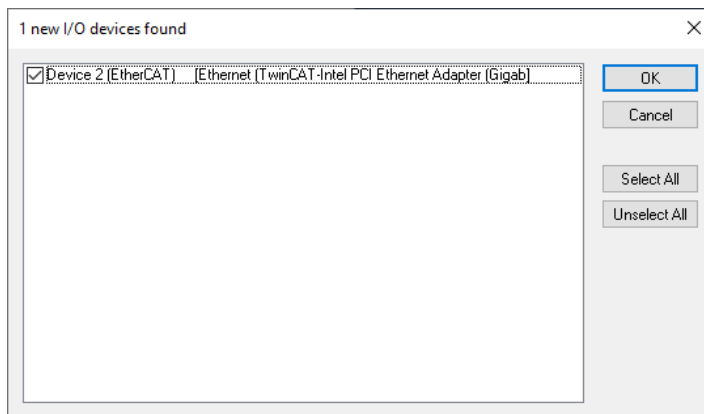 1 new I/O devices found
Device 2 (EtherCAT) [Ethernet (TwinCAT-Intel PCI Ethernet Adapter (Gigab]
OK
Cancel
Select All
Unselect All